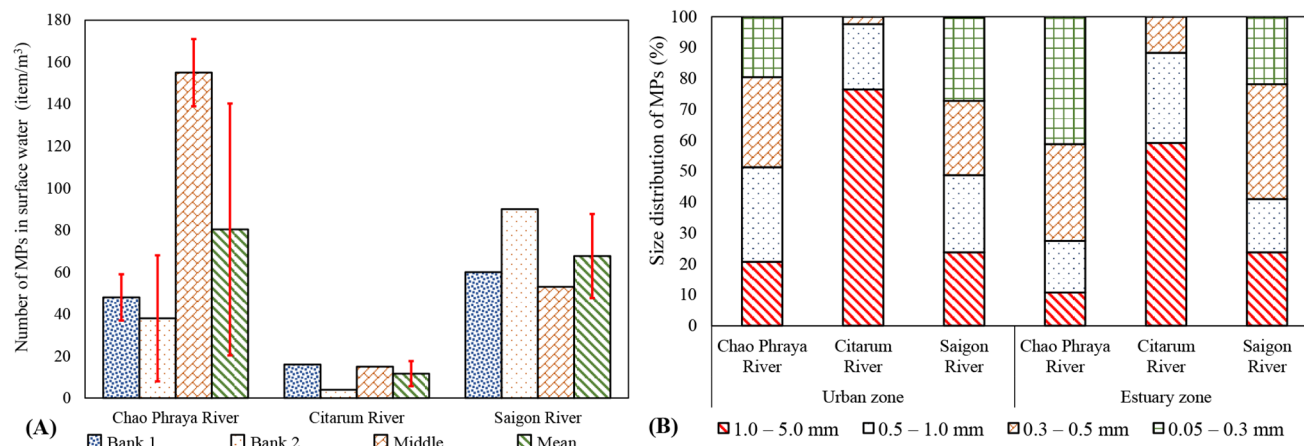 Number of MPs in surface water (item/m³)
180
160
140
120
100
80
60
40
20
0
Chao Phraya River Citarum River Saigon River
(A)
Bank 1 Bank 2 Middle Mean
Size distribution of MPs (%)
100
90
80
70
60
50
40
30
20
10
0
Chao Phraya River Citarum River Saigon River Chao Phraya River Citarum River Saigon River
Urban zone Estuary zone
(B)
1.0 – 5.0 mm 0.5 – 1.0 mm 0.3 – 0.5 mm 0.05 – 0.3 mm